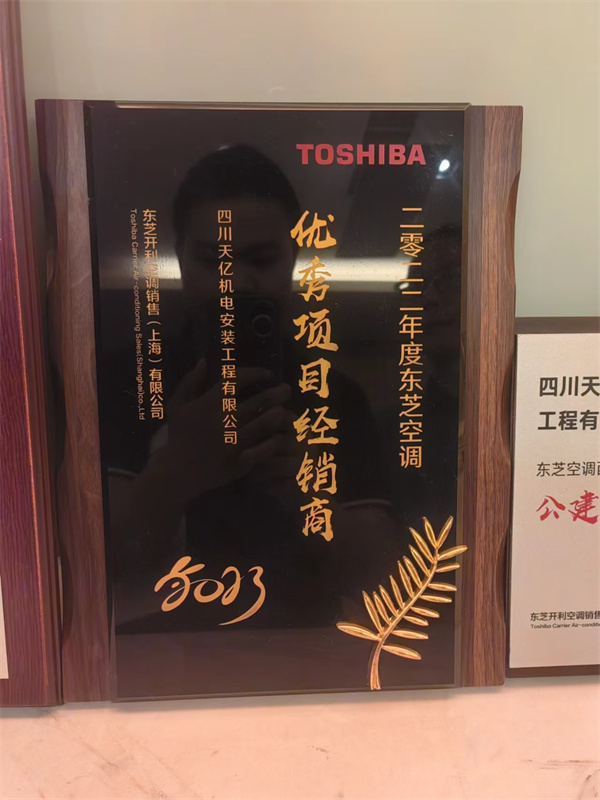 TOSHIBA
二零二二年度东芝空调
优秀项目经销商
四川天亿机电安装工程有限公司
东芝开利空调销售（上海）有限公司
Toshiba Carrier Air-conditioning Sales(Shanghai)co.,Ltd
2023
四川天
工程有
东芝空调
公建
东芝开利空调销售
Toshiba Carrier Air-conditio